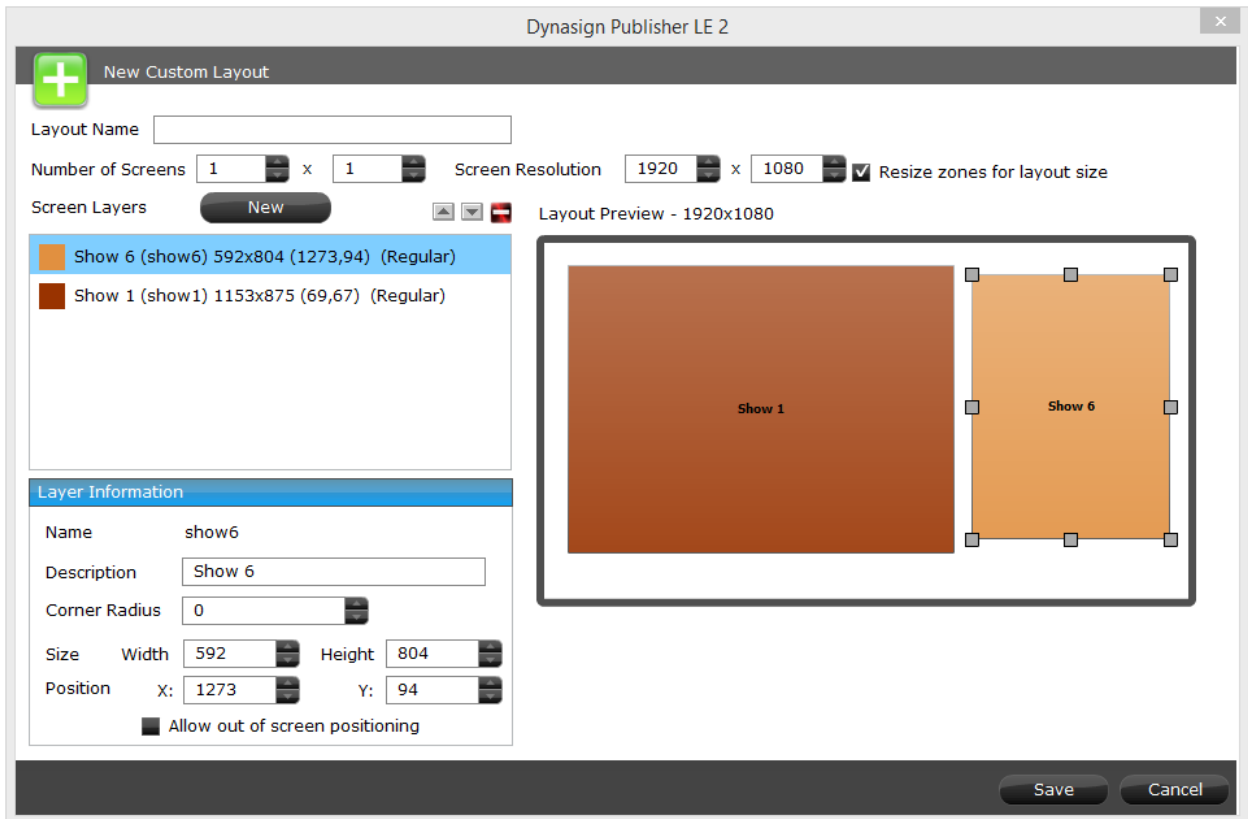 Dynasign Publisher LE 2
New Custom Layout
Layout Name
Number of Screens 1 x 1 Screen Resolution 1920 x 1080 Resize zones for layout size
Screen Layers New Layout Preview - 1920x1080
Show 6 (show6) 592x804 (1273,94) (Regular)
Show 1 (show1) 1153x875 (69,67) (Regular)
Show 1 Show 6
Layer Information
Name show6
Description Show 6
Corner Radius 0
Size Width 592 Height 804
Position X: 1273 Y: 94
Allow out of screen positioning
Save Cancel